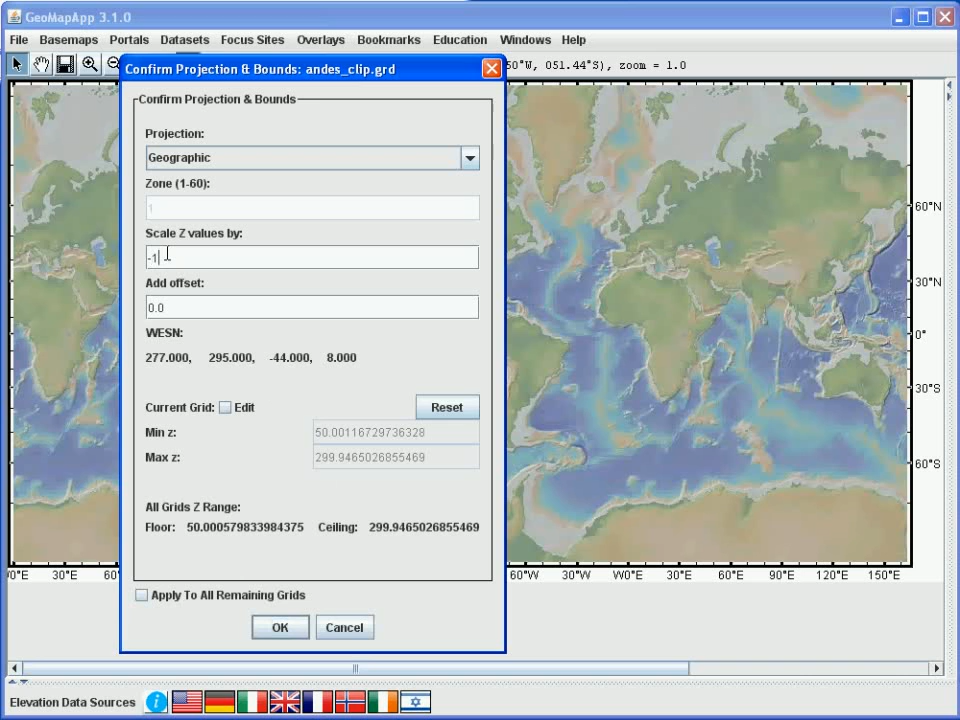 GeoMapApp 3.1.0
File Basemaps Portals Datasets Focus Sites Overlays Bookmarks Education Windows Help
Confirm Projection & Bounds: andes_clip.grd
50°W, 051.44°S), zoom = 1.0
Confirm Projection & Bounds
Projection:
Geographic
Zone (1-60):
1
Scale Z values by:
-1
Add offset:
0.0
WESN:
277.000, 295.000, -44.000, 8.000
Current Grid: Edit Reset
Min z: 50.00116729736328
Max z: 299.9465026855469
All Grids Z Range:
Floor: 50.000579833984375 Ceiling: 299.9465026855469
Apply To All Remaining Grids
OK Cancel
60°N
30°N
0°
30°S
60°S
0°E 30°E 60° 60°W 30°W W0°E 30°E 60°E 90°E 120°E 150°E
Elevation Data Sources i